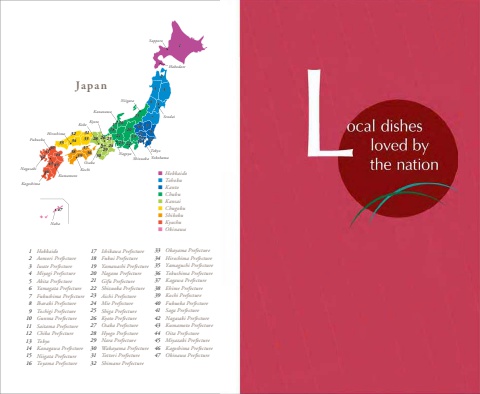 Japan
Sapporo
Hokkaido
Niigata
Kanazawa
Sendai
Kyoto
Kobe
Hiroshima
Fukuoka
Tokyo
Yokohama
Shizuoka
Nagoya
Osaka
Kochi
Nagasaki
Kumamoto
Kagoshima
Naha
Hokkaido
Tohoku
Kanto
Chubu
Kansai
Chugoku
Shikoku
Kyushu
Okinawa
1 Hokkaido
2 Aomori Prefecture
3 Iwate Prefecture
4 Miyagi Prefecture
5 Akita Prefecture
6 Yamagata Prefecture
7 Fukushima Prefecture
8 Ibaraki Prefecture
9 Tochigi Prefecture
10 Gunma Prefecture
11 Saitama Prefecture
12 Chiba Prefecture
13 Tokyo
14 Kanagawa Prefecture
15 Niigata Prefecture
16 Toyama Prefecture
17 Ishikawa Prefecture
18 Fukui Prefecture
19 Yamanashi Prefecture
20 Nagano Prefecture
21 Gifu Prefecture
22 Shizuoka Prefecture
23 Aichi Prefecture
24 Mie Prefecture
25 Shiga Prefecture
26 Kyoto Prefecture
27 Osaka Prefecture
28 Hyogo Prefecture
29 Nara Prefecture
30 Wakayama Prefecture
31 Tottori Prefecture
32 Shimane Prefecture
33 Okayama Prefecture
34 Hiroshima Prefecture
35 Yamaguchi Prefecture
36 Tokushima Prefecture
37 Kagawa Prefecture
38 Ehime Prefecture
39 Kochi Prefecture
40 Fukuoka Prefecture
41 Saga Prefecture
42 Nagasaki Prefecture
43 Kumamoto Prefecture
44 Oita Prefecture
45 Miyazaki Prefecture
46 Kagoshima Prefecture
47 Okinawa Prefecture
Local dishes
loved by
the nation